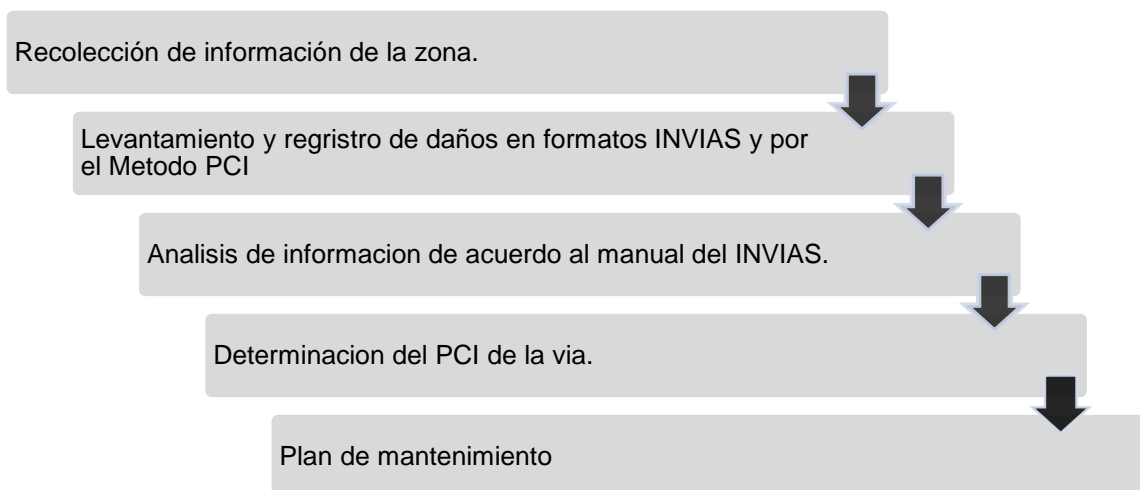 Recolección de información de la zona.
Levantamiento y regristro de daños en formatos INVIAS y por
el Metodo PCI
Analisis de informacion de acuerdo al manual del INVIAS.
Determinacion del PCI de la via.
Plan de mantenimiento